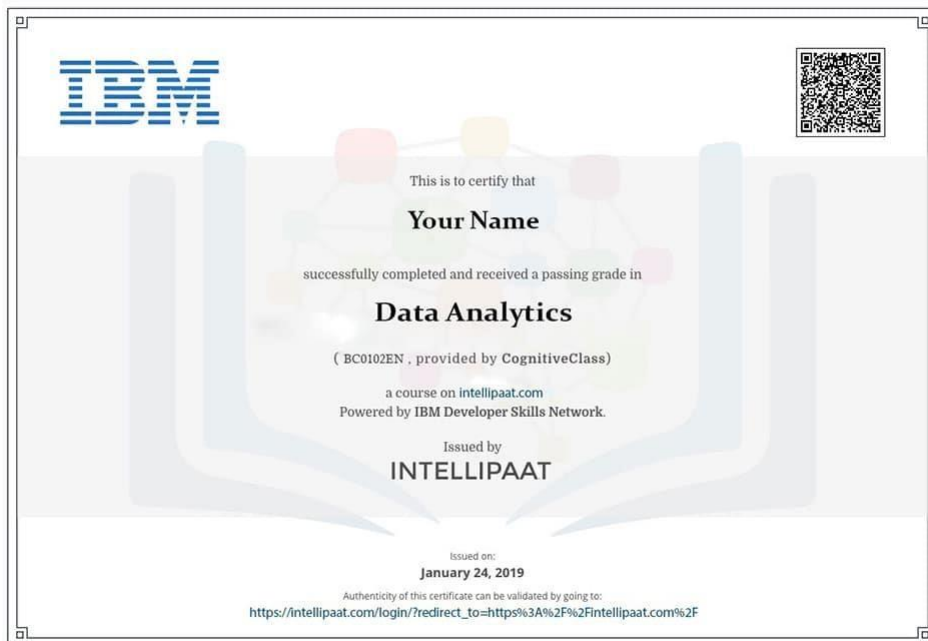 IBM
This is to certify that
Your Name
successfully completed and received a passing grade in
Data Analytics
( BC0102EN , provided by CognitiveClass)
a course on intellipaat.com
Powered by IBM Developer Skills Network.
Issued by
INTELLIPAAT
Issued on:
January 24, 2019
Authenticity of this certificate can be validated by going to:
https://intellipaat.com/login/?redirect_to=https%3A%2F%2Fintellipaat.com%2F